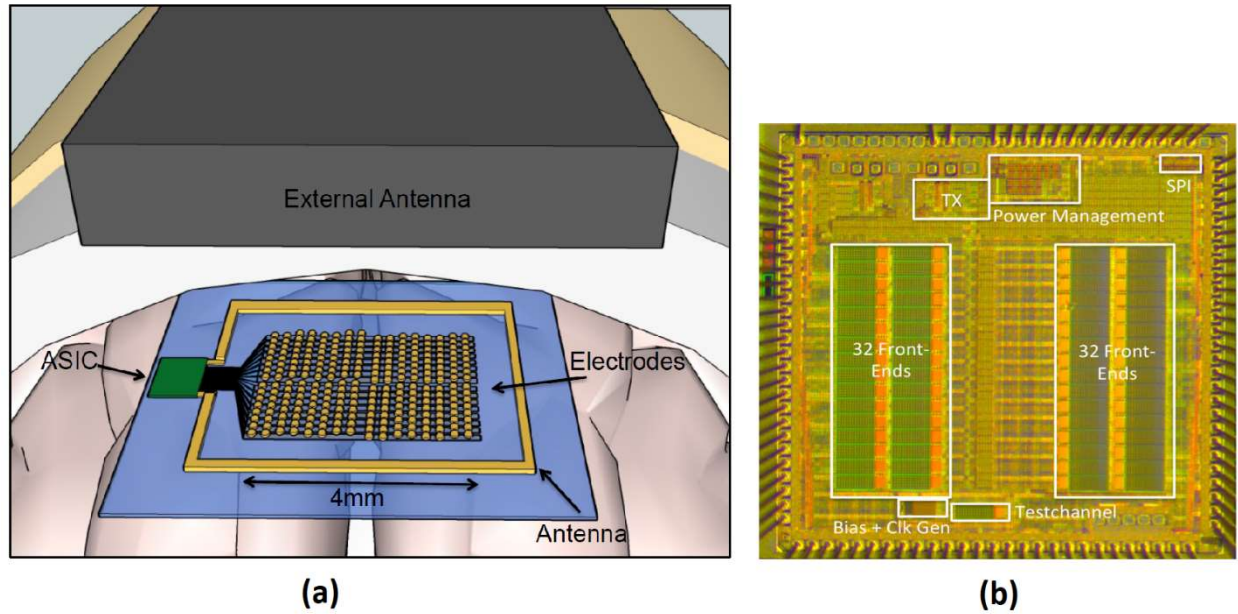 External Antenna
ASIC
Electrodes
4mm
Antenna
(a)
TX
SPI
Power Management
32 Front-
Ends
32 Front-
Ends
Testchannel
Bias + Clk Gen
(b)